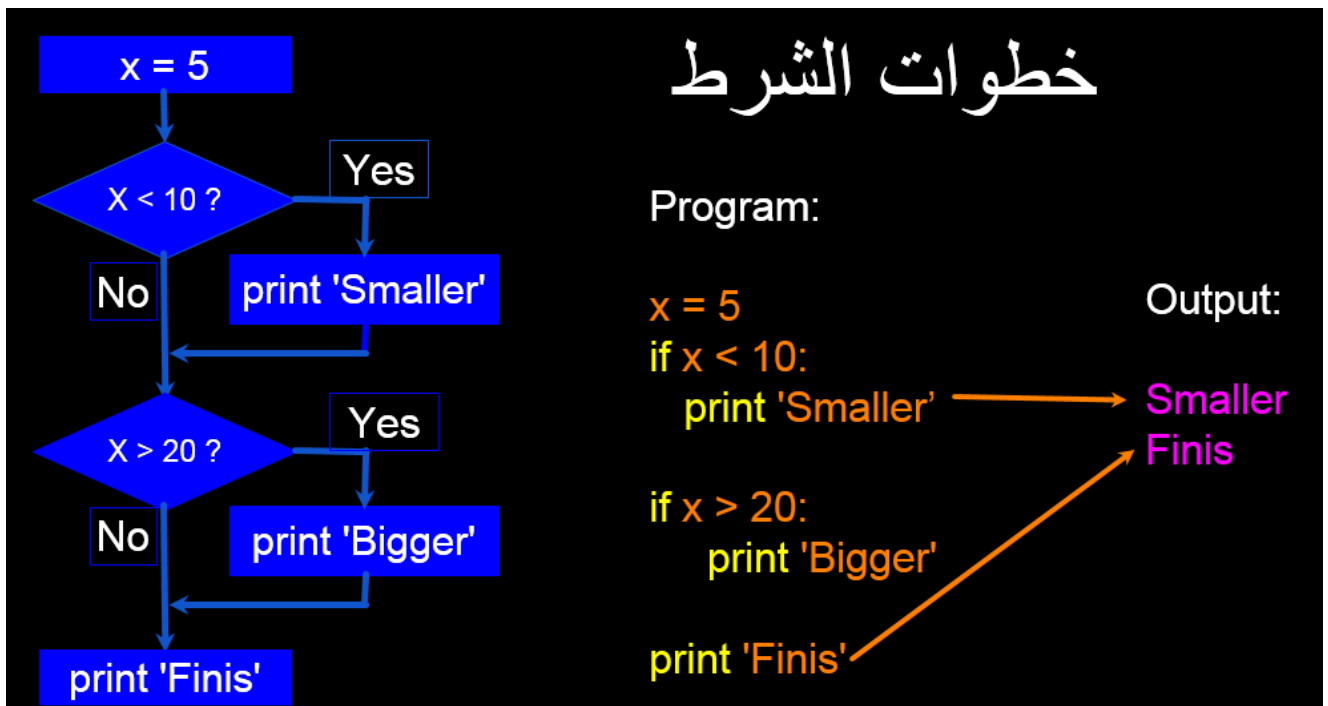 خطوات الشرط
x = 5
X < 10 ?
Yes
No
print 'Smaller'
X > 20 ?
Yes
No
print 'Bigger'
print 'Finis'
Program:
x = 5
if x < 10:
print 'Smaller’
if x > 20:
print 'Bigger'
print 'Finis'
Output:
Smaller
Finis